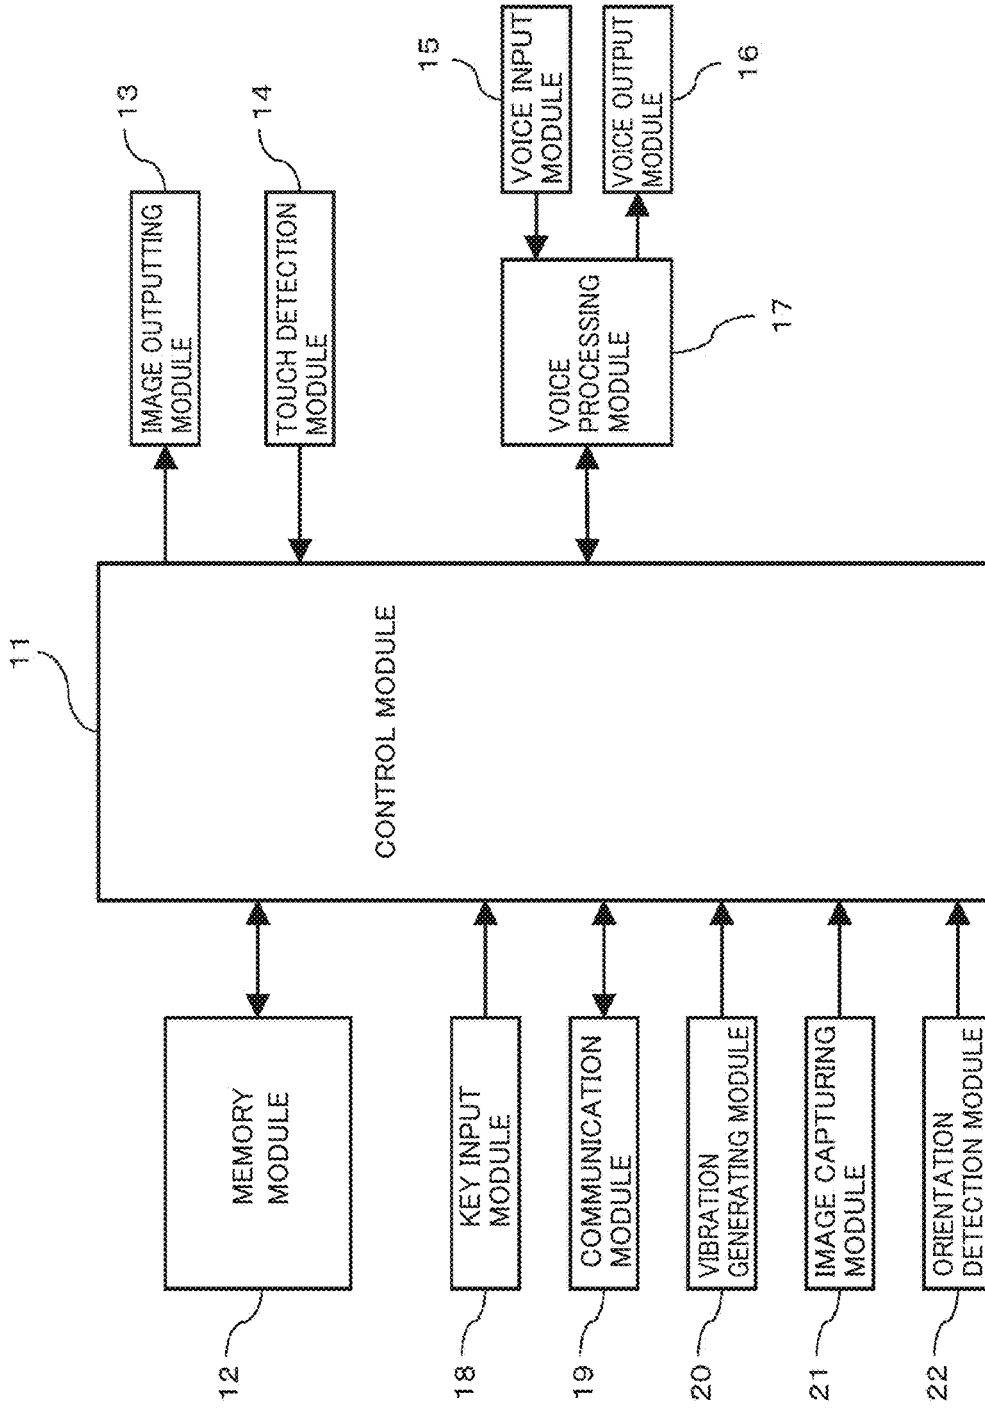 11
CONTROL MODULE
12
MEMORY
MODULE
18
KEY INPUT
MODULE
19
COMMUNICATION
MODULE
20
VIBRATION
GENERATING MODULE
21
IMAGE CAPTURING
MODULE
22
ORIENTATION
DETECTION MODULE
IMAGE OUTPUTTING
MODULE
13
TOUCH DETECTION
MODULE
14
VOICE
PROCESSING
MODULE
17
VOICE INPUT
MODULE
15
VOICE OUTPUT
MODULE
16